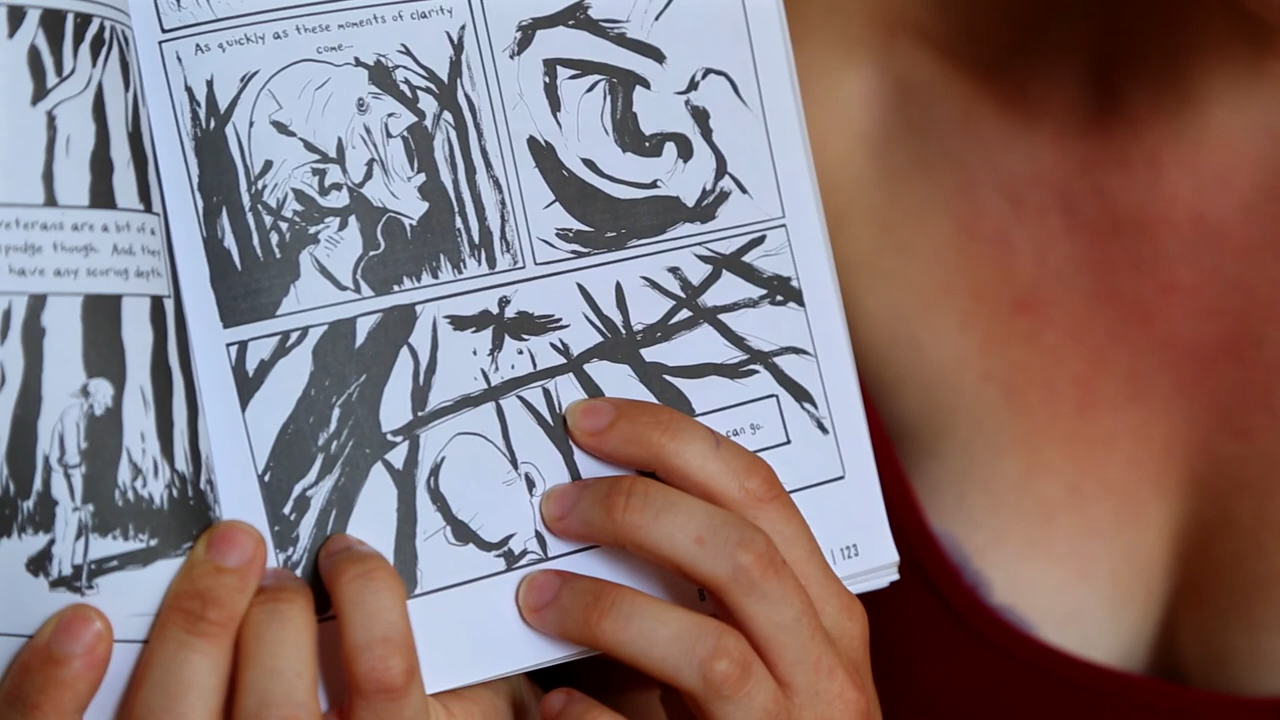 veterans are a bit of a
podge though. And, they
have any scoring depth
As quickly as these moments of clarity
come...
can go.
| 123